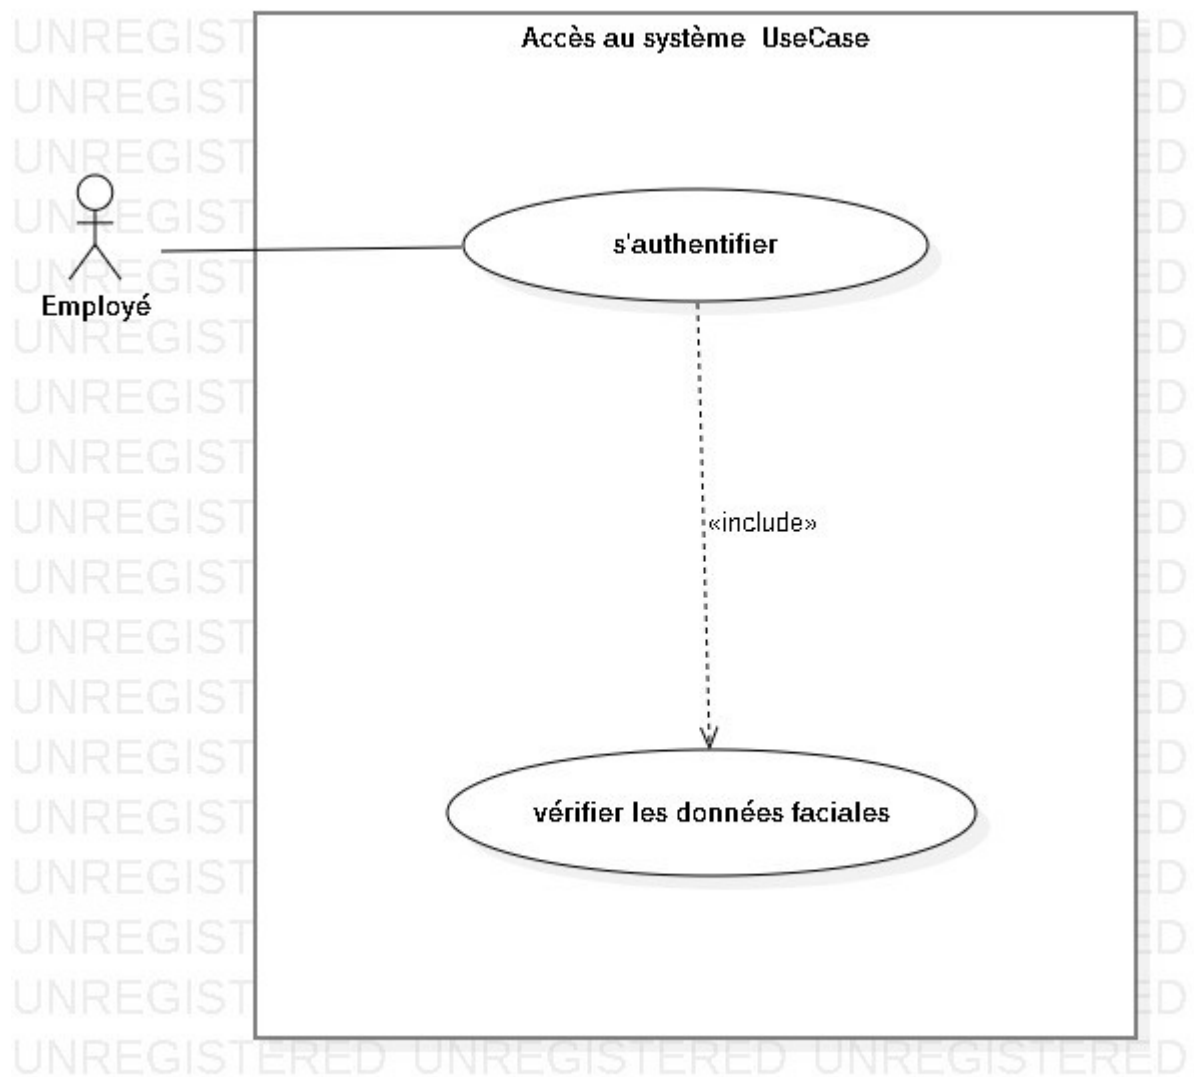 Accès au système  UseCase
s'authentifier
Employé
«include»
vérifier les données faciales
UNREGISTERED UNREGISTERED UNREGISTERED